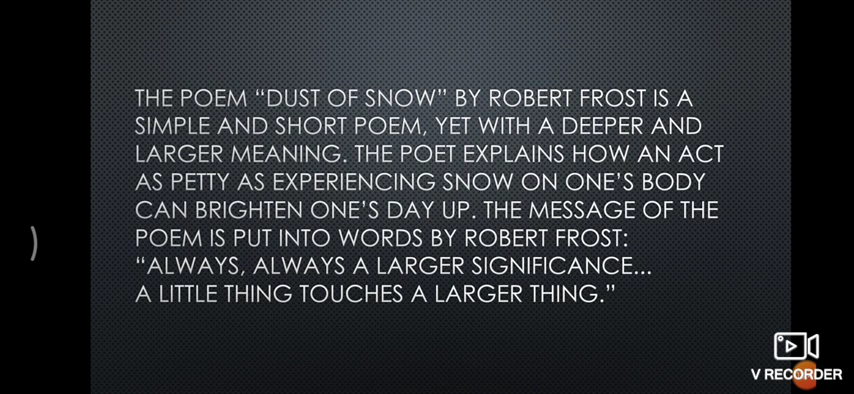 THE POEM “DUST OF SNOW” BY ROBERT FROST IS A
SIMPLE AND SHORT POEM, YET WITH A DEEPER AND
LARGER MEANING. THE POET EXPLAINS HOW AN ACT
AS PETTY AS EXPERIENCING SNOW ON ONE’S BODY
CAN BRIGHTEN ONE’S DAY UP. THE MESSAGE OF THE
POEM IS PUT INTO WORDS BY ROBERT FROST:
“ALWAYS, ALWAYS A LARGER SIGNIFICANCE...
A LITTLE THING TOUCHES A LARGER THING.”
V RECORDER